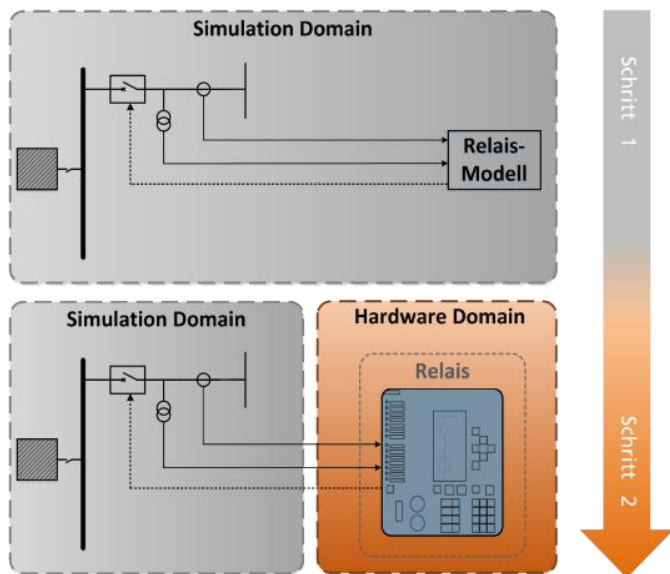 Simulation Domain
Relais-
Modell
Schritt 1
Simulation Domain
Hardware Domain
Relais
Schritt 2